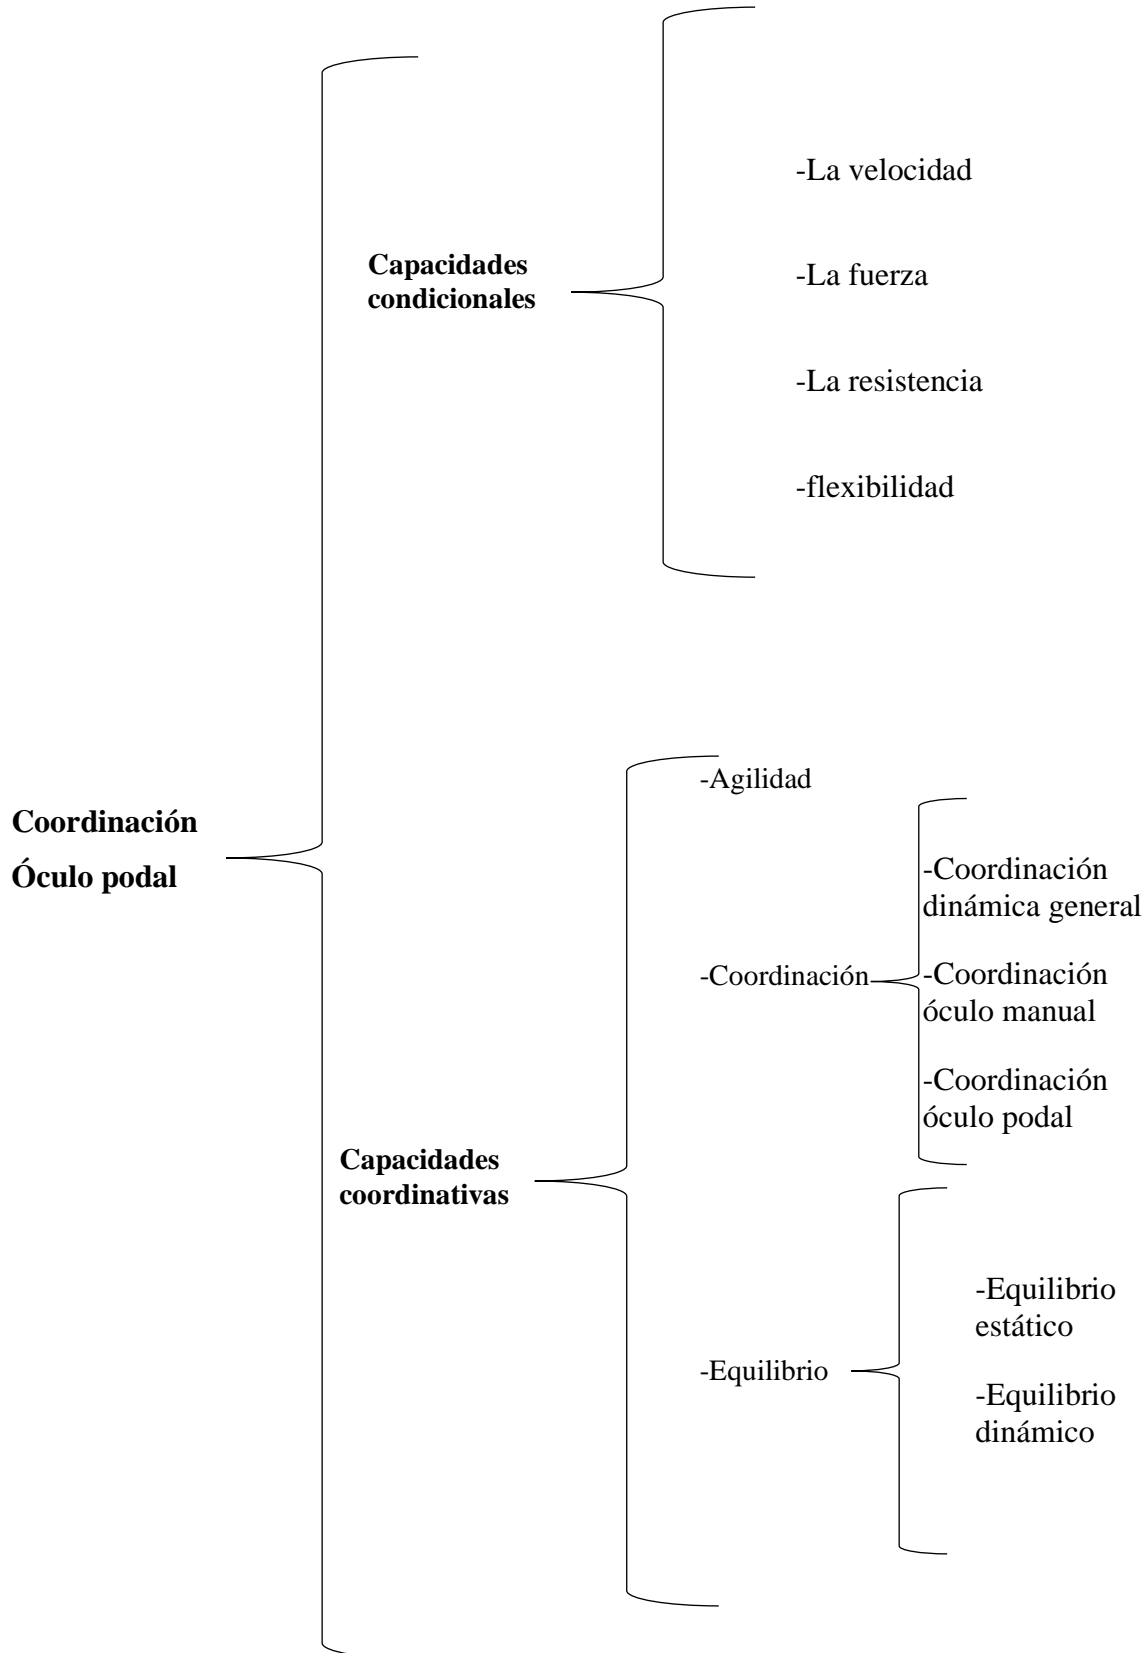 Coordinación
Óculo podal
Capacidades
condicionales
-La velocidad
-La fuerza
-La resistencia
-flexibilidad
Capacidades
coordinativas
-Agilidad
-Coordinación
-Coordinación
dinámica general
-Coordinación
óculo manual
-Coordinación
óculo podal
-Equilibrio
-Equilibrio
estático
-Equilibrio
dinámico